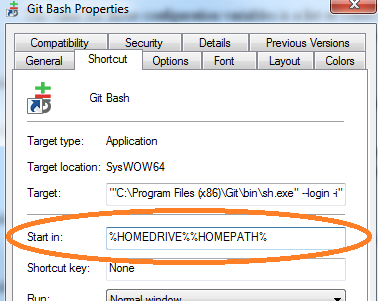 Git Bash Properties
Compatibility Security Details Previous Versions
General Shortcut Options Font Layout Colors
Git Bash
Target type: Application
Target location: SysWOW64
Target: "'C:\Program Files (x86)\Git\bin\sh.exe" --login -i"
Start in: %HOMEDRIVE%%HOMEPATH%
Shortcut key: None
Run: Normal window